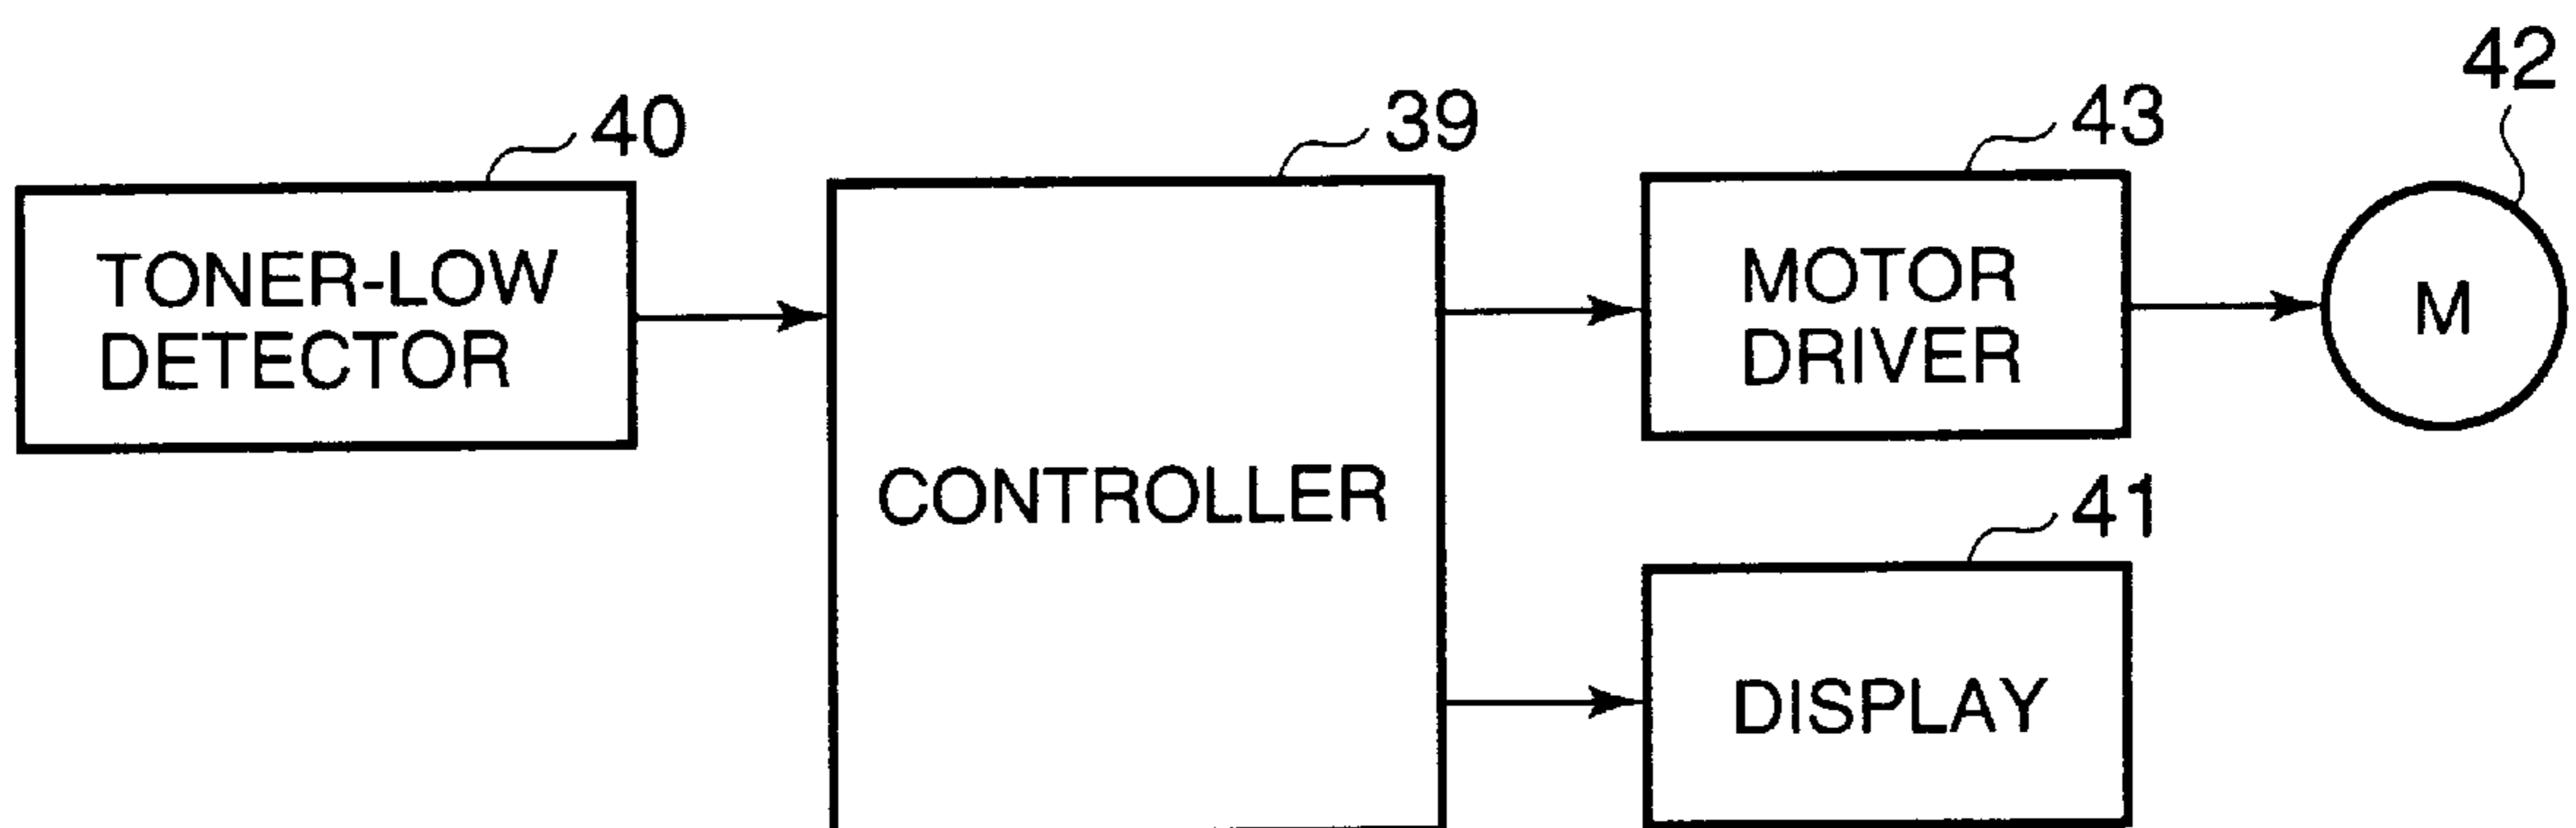 40
TONER-LOW
DETECTOR
39
CONTROLLER
43
MOTOR
DRIVER
42
M
41
DISPLAY